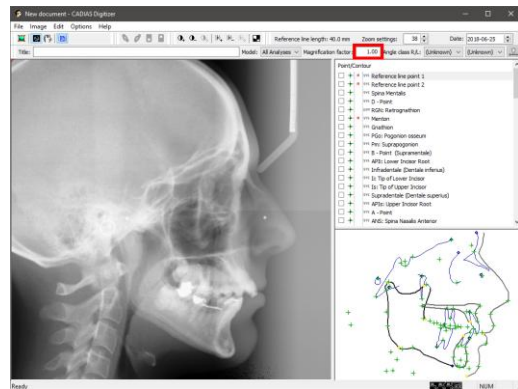 New document - CADIAS Digitizer
File Image Edit Options Help
Reference line length: 40.0 mm Zoom settings: 38 Date: 2018-06-25
Title: Model: All Analyses Magnification factor: 1.00 Angle class R/L: (Unknown) (Unknown)
Point/Contour
Reference line point 1
Reference line point 2
Spina Mentalis
D - Point
RGN: Retrognathion
Menton
Gnathion
PGo: Pogonion osseum
Pm: Suprapogonion
B - Point (Supramentale)
APIi: Lower Incisor Root
Infradentale (Dentale inferius)
Ii: Tip of Lower Incisor
Is: Tip of Upper Incisor
Supradentale (Dentale superius)
APIs: Upper Incisor Root
A - Point
ANS: Spina Nasalis Anterior
Ready
NUM